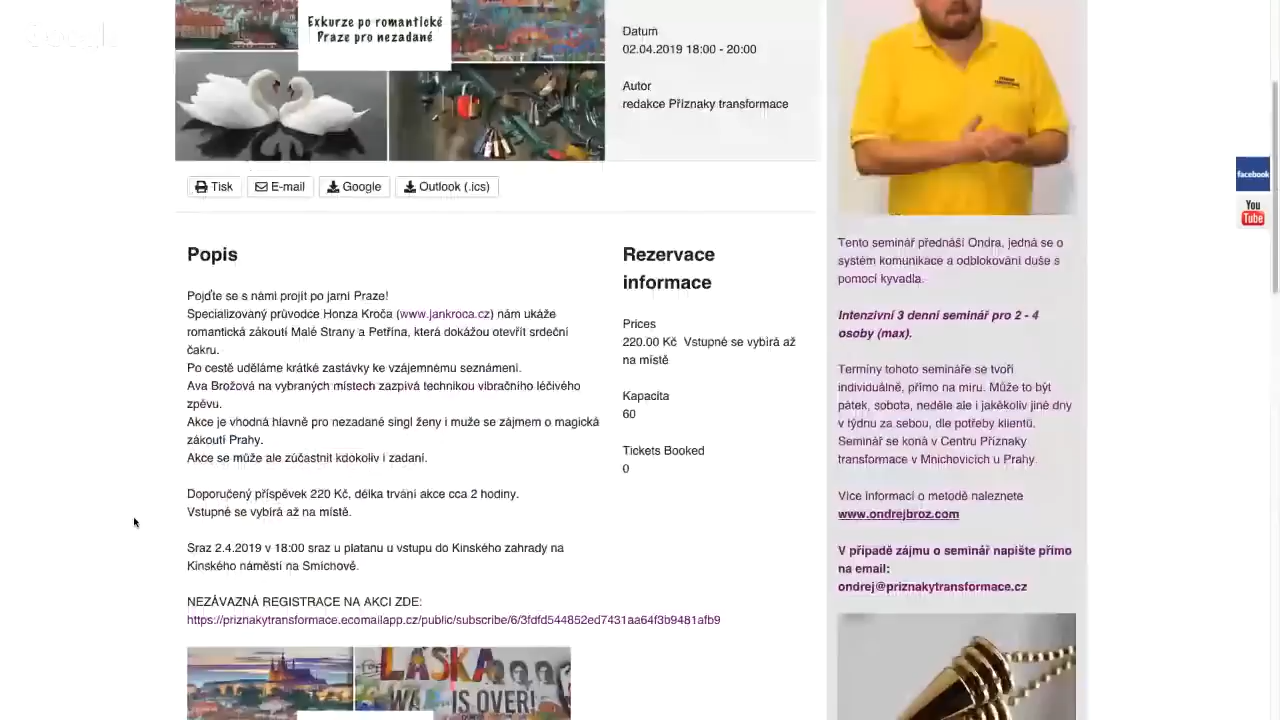 Google
Exkurze po romantické
Praze pro nezadané
Datum
02.04.2019 18:00 - 20:00
Autor
redakce Příznaky transformace
Tisk
E-mail
Google
Outlook (.ics)
Popis
Pojďte se s námi projít po jarní Praze!
Specializovaný průvodce Honza Kroča (www.jankroca.cz) nám ukáže
romantická zákoutí Malé Strany a Petřína, která dokážou otevřít srdeční
čakru.
Po cestě uděláme krátké zastávky ke vzájemnému seznámení.
Ava Brožová na vybraných místech zazpívá technikou vibračního léčivého
zpěvu.
Akce je vhodná hlavně pro nezadané singl ženy i muže se zájmem o magická
zákoutí Prahy.
Akce se může ale zúčastnit kdokoliv i zadaní.
Doporučený příspěvek 220 Kč, délka trvání akce cca 2 hodiny.
Vstupné se vybírá až na místě.
Sraz 2.4.2019 v 18:00 sraz u platanu u vstupu do Kinského zahrady na
Kinského náměstí na Smíchově.
NEZÁVAZNÁ REGISTRACE NA AKCI ZDE:
https://priznakytransformace.ecomailapp.cz/public/subscribe/6/3fdfd544852ed7431aa64f3b9481afb9
LÁSKA
WAR IS OVER!
Rezervace
informace
Prices
220.00 Kč Vstupné se vybírá až
na místě
Kapacita
60
Tickets Booked
0
Tento seminář přednáší Ondra, jedná se o
systém komunikace a odblokování duše s
pomocí kyvadla.
Intenzivní 3 denní seminář pro 2 - 4
osoby (max).
Termíny tohoto semináře se tvoří
individuálně, přímo na míru. Může to být
pátek, sobota, neděle ale i jakékoliv jiné dny
v týdnu za sebou, dle potřeby klientů.
Seminář se koná v Centru Příznaky
transformace v Mnichovicích u Prahy.
Více informací o metodě naleznete
www.ondrejbroz.com
V případě zájmu o seminář napište přímo
na email:
ondrej@priznakytransformace.cz
facebook
You
Tube